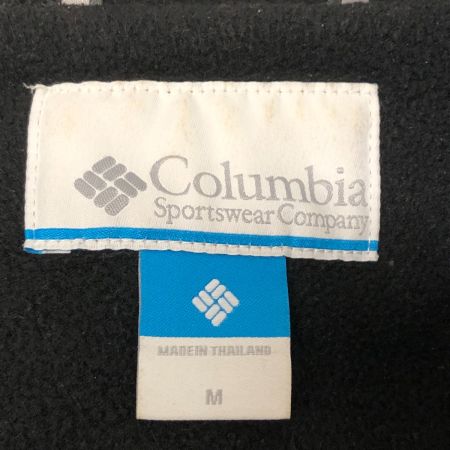 Columbia
Sportswear Company
MADE IN THAILAND
M